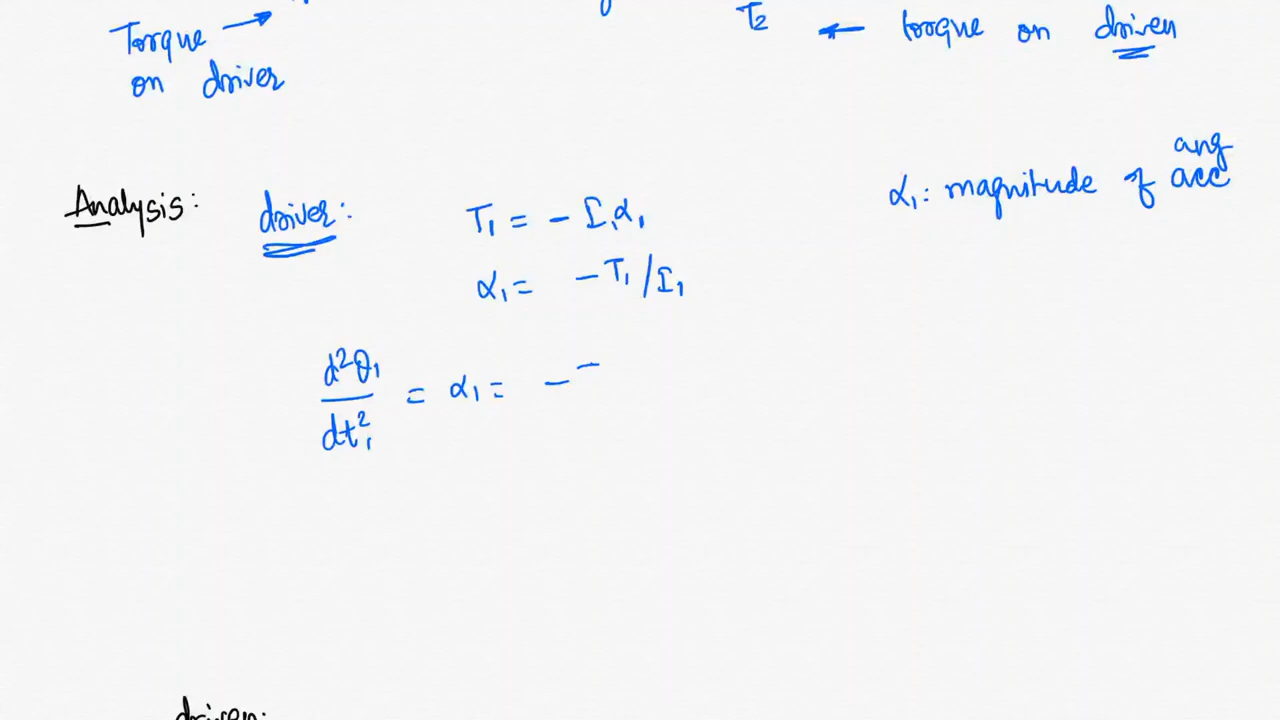 T₂ ← torque on driven
Torque →
on driver
ang
α₁: magnitude of acc
Analysis: driver: T₁ = - I₁α₁
α₁ = - T₁/I₁
d²θ₁/dt₁² = α₁ = -
driven: